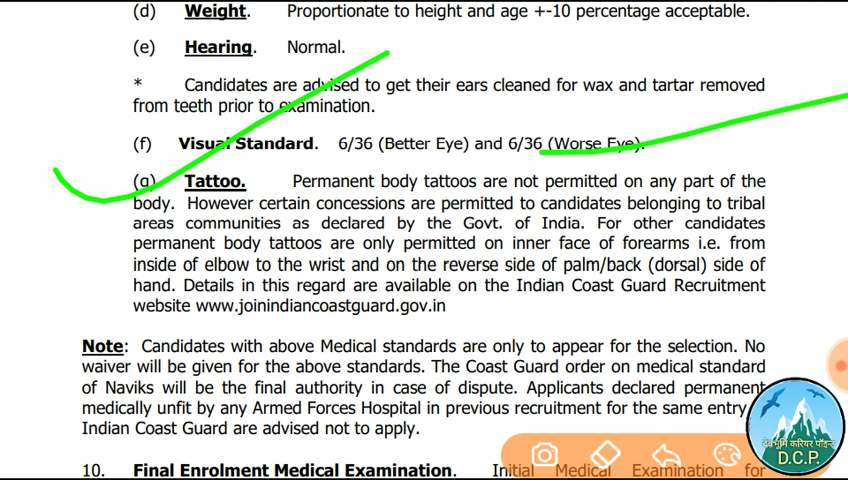 (d) Weight. Proportionate to height and age +-10 percentage acceptable.
(e) Hearing. Normal.
* Candidates are advised to get their ears cleaned for wax and tartar removed
from teeth prior to examination.
(f) Visual Standard. 6/36 (Better Eye) and 6/36 (Worse Eye).
(g) Tattoo. Permanent body tattoos are not permitted on any part of the
body. However certain concessions are permitted to candidates belonging to tribal
areas communities as declared by the Govt. of India. For other candidates
permanent body tattoos are only permitted on inner face of forearms i.e. from
inside of elbow to the wrist and on the reverse side of palm/back (dorsal) side of
hand. Details in this regard are available on the Indian Coast Guard Recruitment
website www.joinindiancoastguard.gov.in
Note: Candidates with above Medical standards are only to appear for the selection. No
waiver will be given for the above standards. The Coast Guard order on medical standard
of Naviks will be the final authority in case of dispute. Applicants declared permanent
medically unfit by any Armed Forces Hospital in previous recruitment for the same entry
Indian Coast Guard are advised not to apply.
देवभूमि करियर पॉइन्ट
D.C.P.
10. Final Enrolment Medical Examination. Initial Medical Examination for